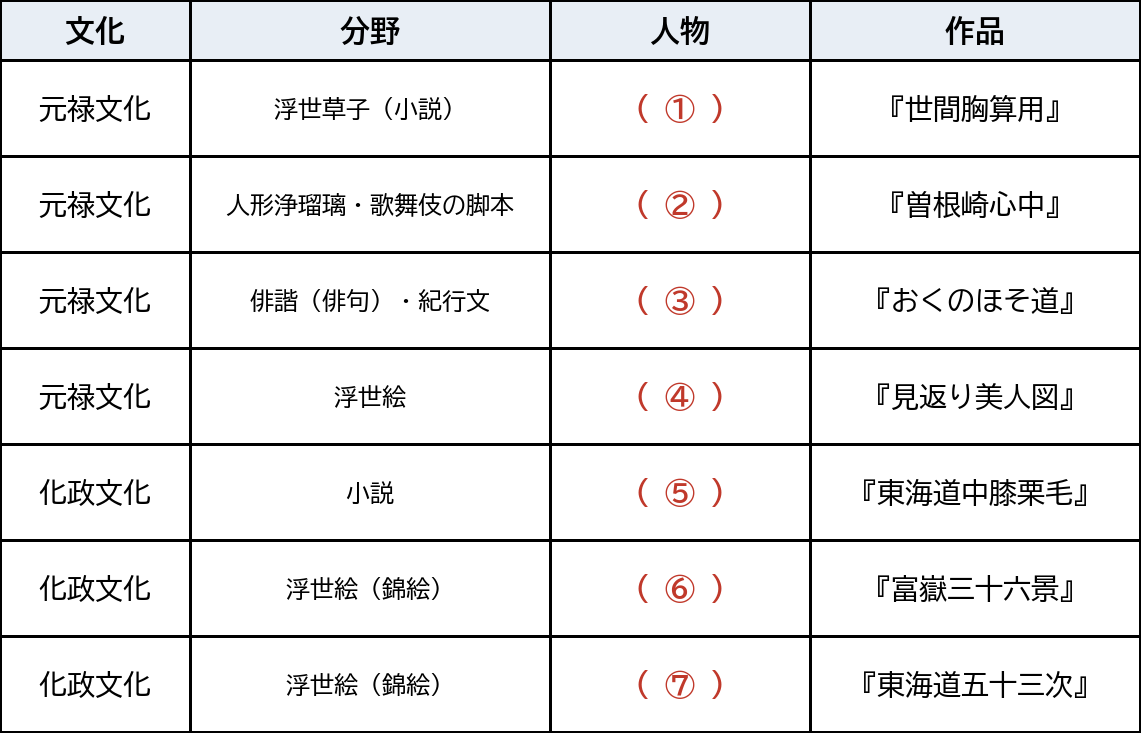 文化 分野 人物 作品
元禄文化 浮世草子（小説） （ ① ） 『世間胸算用』
元禄文化 人形浄瑠璃・歌舞伎の脚本 （ ② ） 『曽根崎心中』
元禄文化 俳諧（俳句）・紀行文 （ ③ ） 『おくのほそ道』
元禄文化 浮世絵 （ ④ ） 『見返り美人図』
化政文化 小説 （ ⑤ ） 『東海道中膝栗毛』
化政文化 浮世絵（錦絵） （ ⑥ ） 『富嶽三十六景』
化政文化 浮世絵（錦絵） （ ⑦ ） 『東海道五十三次』